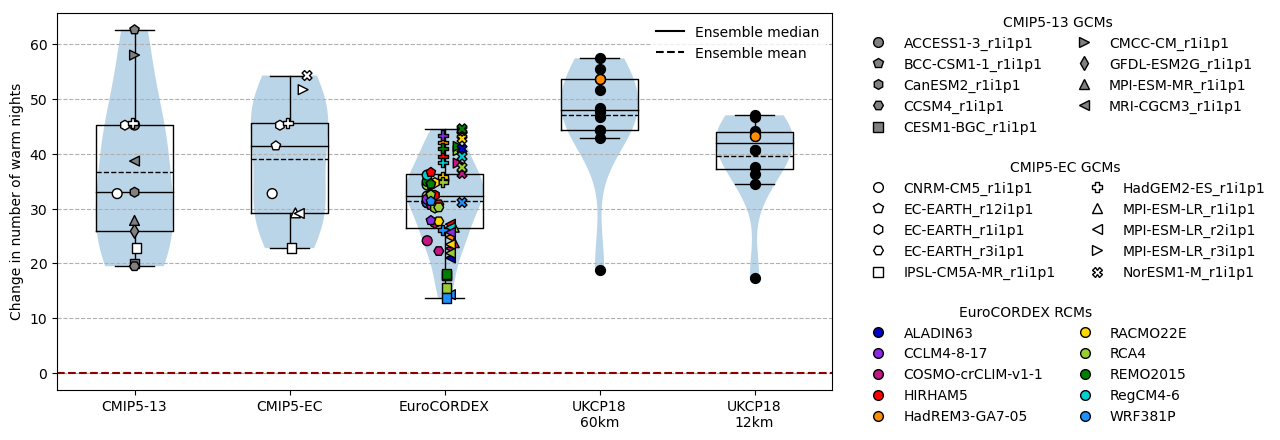 Change in number of warm nights
60
50
40
30
20
10
0
Ensemble median
Ensemble mean
CMIP5-13
CMIP5-EC
EuroCORDEX
UKCP18
60km
UKCP18
12km
CMIP5-13 GCMs
ACCESS1-3_r1i1p1
BCC-CSM1-1_r1i1p1
CanESM2_r1i1p1
CCSM4_r1i1p1
CESM1-BGC_r1i1p1
CMCC-CM_r1i1p1
GFDL-ESM2G_r1i1p1
MPI-ESM-MR_r1i1p1
MRI-CGCM3_r1i1p1
CMIP5-EC GCMs
CNRM-CM5_r1i1p1
EC-EARTH_r12i1p1
EC-EARTH_r1i1p1
EC-EARTH_r3i1p1
IPSL-CM5A-MR_r1i1p1
HadGEM2-ES_r1i1p1
MPI-ESM-LR_r1i1p1
MPI-ESM-LR_r2i1p1
MPI-ESM-LR_r3i1p1
NorESM1-M_r1i1p1
EuroCORDEX RCMs
ALADIN63
CCLM4-8-17
COSMO-crCLIM-v1-1
HIRHAM5
HadREM3-GA7-05
RACMO22E
RCA4
REMO2015
RegCM4-6
WRF381P